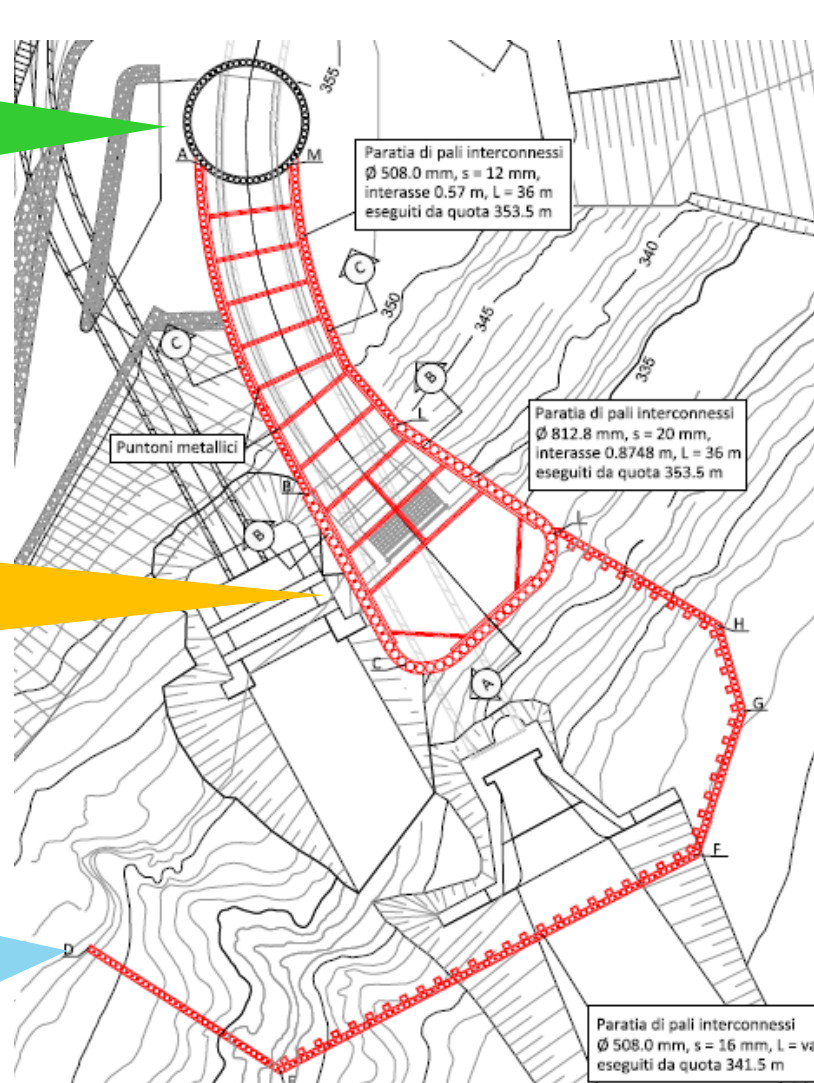 355
A
M
Paratia di pali interconnessi
Ø 508.0 mm, s = 12 mm,
interasse 0.57 m, L = 36 m
eseguiti da quota 353.5 m
340
C
350
345
C
B
335
L
Paratia di pali interconnessi
Ø 812.8 mm, s = 20 mm,
interasse 0.8748 m, L = 36 m
eseguiti da quota 353.5 m
Puntoni metallici
B
B
I
H
C
A
G
F
D
E
Paratia di pali interconnessi
Ø 508.0 mm, s = 16 mm, L = va
eseguiti da quota 341.5 m